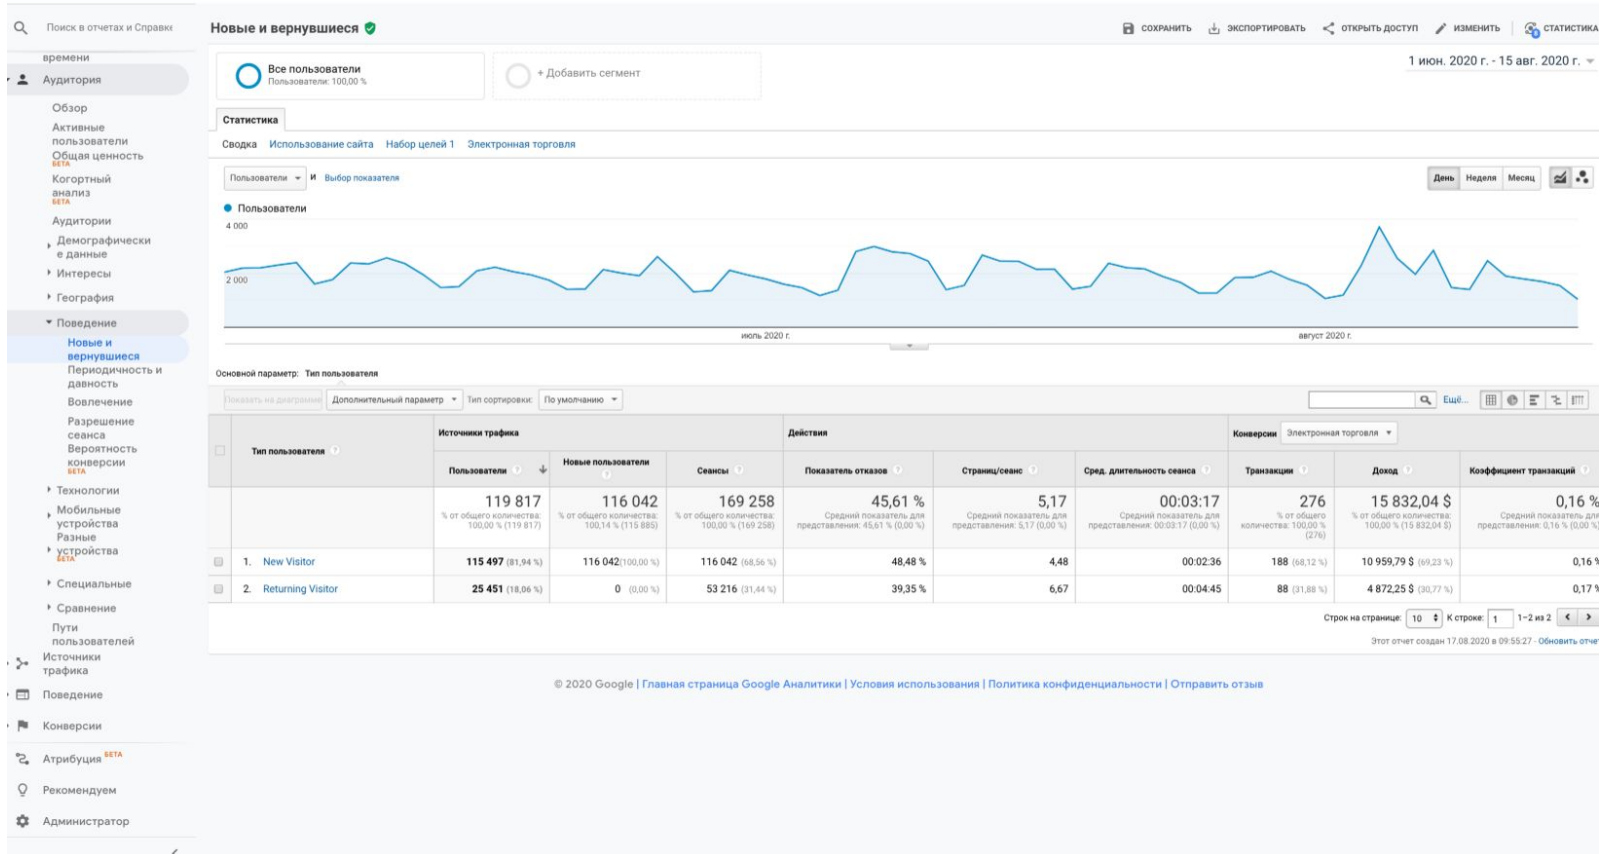 Поиск в отчетах и Справке
времени
Аудитория
Обзор
Активные
пользователи
Общая ценность
БЕТА
Когортный
анализ
БЕТА
Аудитории
Демографически
е данные
Интересы
География
Поведение
Новые и
вернувшиеся
Периодичность и
давность
Вовлечение
Разрешение
сеанса
Вероятность
конверсии
БЕТА
Технологии
Мобильные
устройства
Разные
устройства
БЕТА
Специальные
Сравнение
Пути
пользователей
Источники
трафика
Поведение
Конверсии
Атрибуция БЕТА
Рекомендуем
Администратор
Новые и вернувшиеся
СОХРАНИТЬ ЭКСПОРТИРОВАТЬ ОТКРЫТЬ ДОСТУП ИЗМЕНИТЬ СТАТИСТИКА
Все пользователи
Пользователи: 100,00 %
+ Добавить сегмент
1 июн. 2020 г. - 15 авг. 2020 г.
Статистика
Сводка Использование сайта Набор целей 1 Электронная торговля
Пользователи И Выбор показателя
День Неделя Месяц
Пользователи
4 000
2 000
июль 2020 г. август 2020 г.
Основной параметр: Тип пользователя
Показать на диаграмме Дополнительный параметр Тип сортировки: По умолчанию Ещё...
Тип пользователя Источники трафика Действия Конверсии Электронная торговля
Пользователи Новые пользователи Сеансы Показатель отказов Страниц/сеанс Сред. длительность сеанса Транзакции Доход Коэффициент транзакций
119 817 116 042 169 258 45,61 % 5,17 00:03:17 276 15 832,04 $ 0,16 %
% от общего количества: % от общего количества: % от общего количества: Средний показатель для Средний показатель для Средний показатель для % от общего % от общего количества: Средний показатель для
100,00 % (119 817) 100,14 % (115 885) 100,00 % (169 258) представления: 45,61 % (0,00 %) представления: 5,17 (0,00 %) представления: 00:03:17 (0,00 %) количества: 100,00 % 100,00 % (15 832,04 $) представления: 0,16 % (0,00 %)
(276)
1. New Visitor 115 497 (81,94 %) 116 042(100,00 %) 116 042 (68,56 %) 48,48 % 4,48 00:02:36 188 (68,12 %) 10 959,79 $ (69,23 %) 0,16 %
2. Returning Visitor 25 451 (18,06 %) 0 (0,00 %) 53 216 (31,44 %) 39,35 % 6,67 00:04:45 88 (31,88 %) 4 872,25 $ (30,77 %) 0,17 %
Строк на странице: 10 К строке: 1 1–2 из 2
Этот отчет создан 17.08.2020 в 09:55:27 - Обновить отчет
© 2020 Google | Главная страница Google Аналитики | Условия использования | Политика конфиденциальности | Отправить отзыв